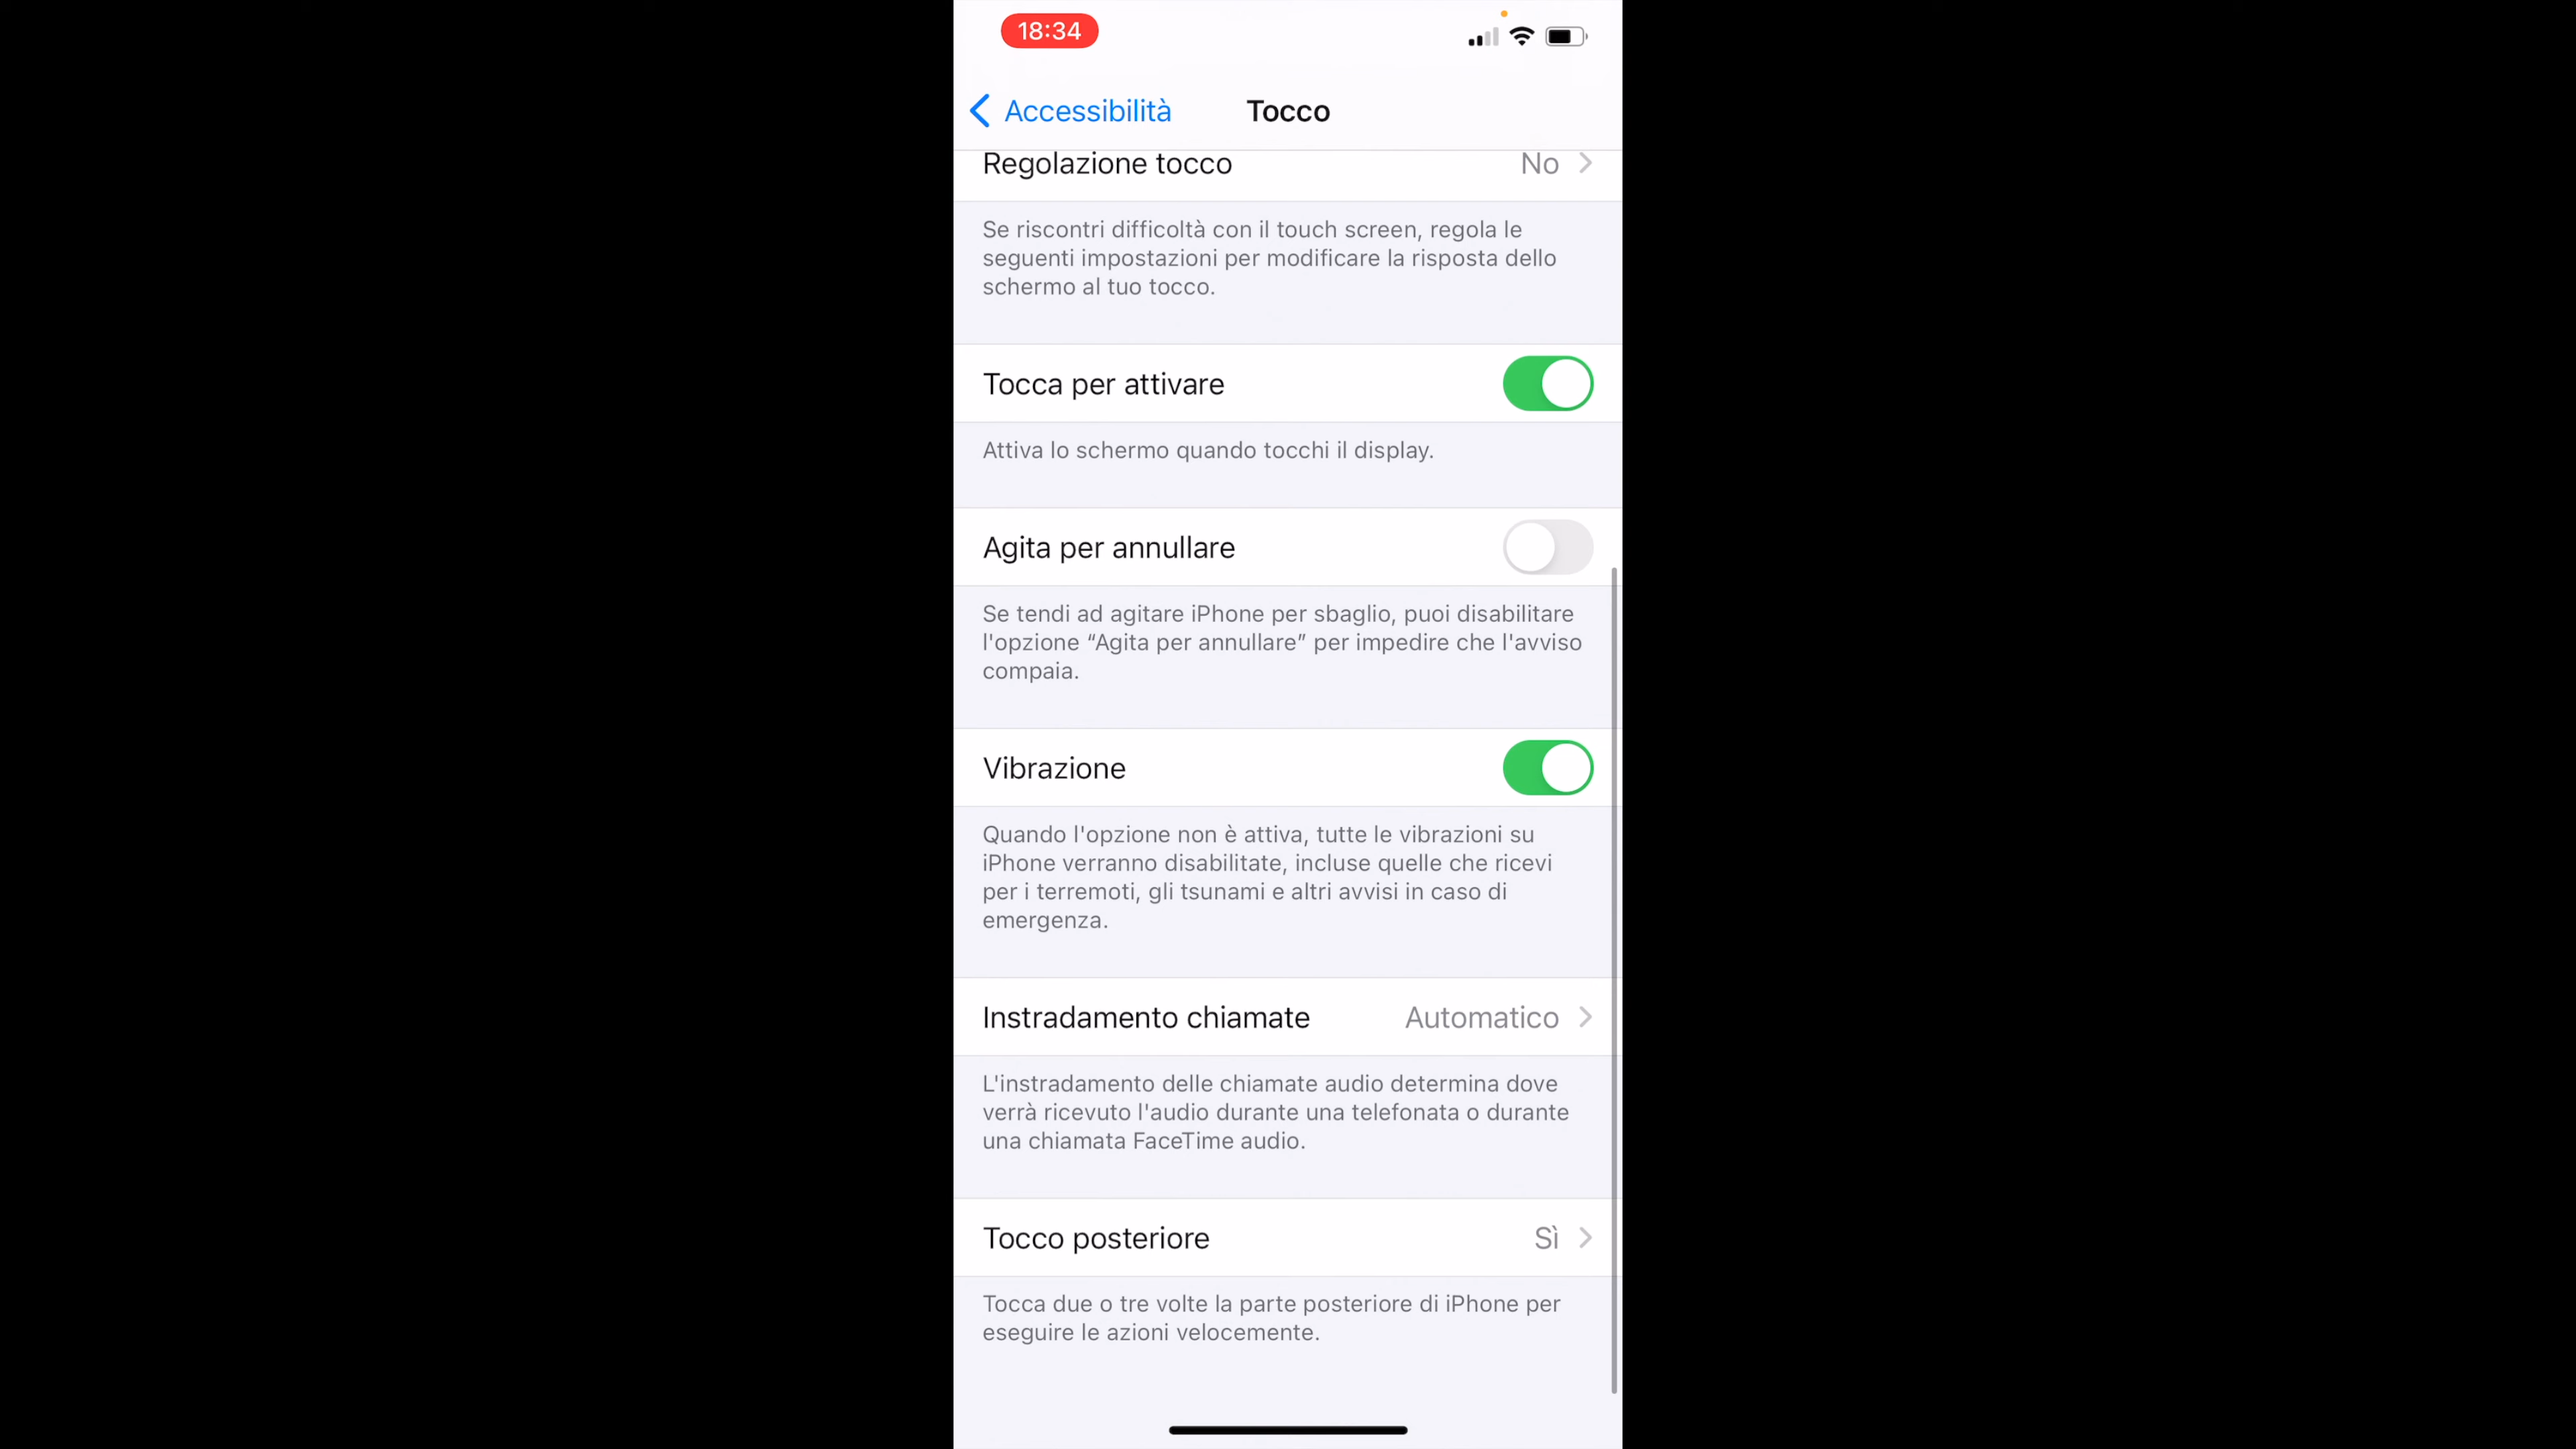 18:34
Accessibilità
Tocco
Regolazione tocco
No
Se riscontri difficoltà con il touch screen, regola le
seguenti impostazioni per modificare la risposta dello
schermo al tuo tocco.
Tocca per attivare
Attiva lo schermo quando tocchi il display.
Agita per annullare
Se tendi ad agitare iPhone per sbaglio, puoi disabilitare
l'opzione “Agita per annullare” per impedire che l'avviso
compaia.
Vibrazione
Quando l'opzione non è attiva, tutte le vibrazioni su
iPhone verranno disabilitate, incluse quelle che ricevi
per i terremoti, gli tsunami e altri avvisi in caso di
emergenza.
Instradamento chiamate
Automatico
L'instradamento delle chiamate audio determina dove
verrà ricevuto l'audio durante una telefonata o durante
una chiamata FaceTime audio.
Tocco posteriore
Sì
Tocca due o tre volte la parte posteriore di iPhone per
eseguire le azioni velocemente.